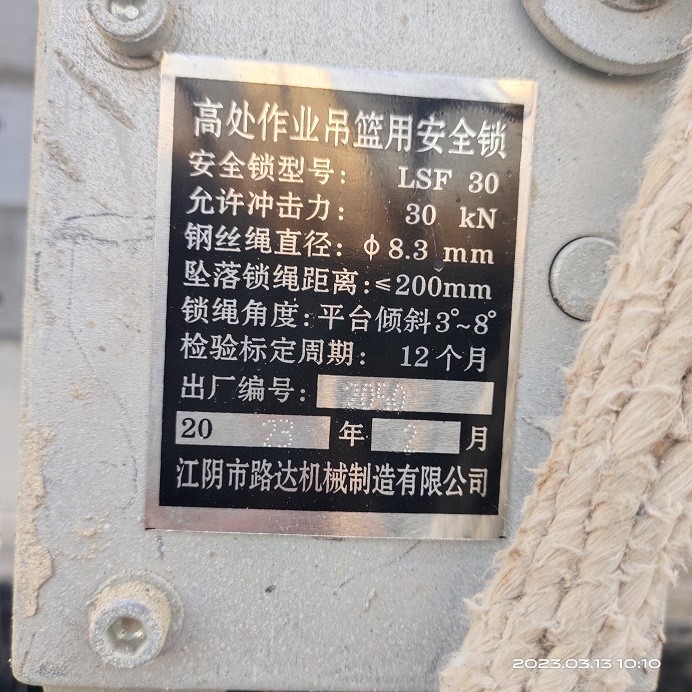 高处作业吊篮用安全锁
安全锁型号: LSF 30
允许冲击力: 30 kN
钢丝绳直径: φ8.3 mm
坠落锁绳距离:≤200mm
锁绳角度:平台倾斜3°~8°
检验标定周期: 12个月
出厂编号:
20 23 年 2 月
江阴市路达机械制造有限公司
2023.03.13 10:10